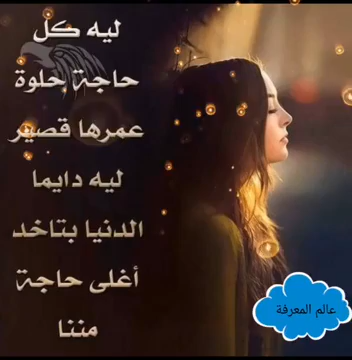 ليه كل
حاجة حلوة
عمرها قصير
ليه دايما
الدنيا بتاخد
أغلى حاجة
مننا
عالم المعرفة